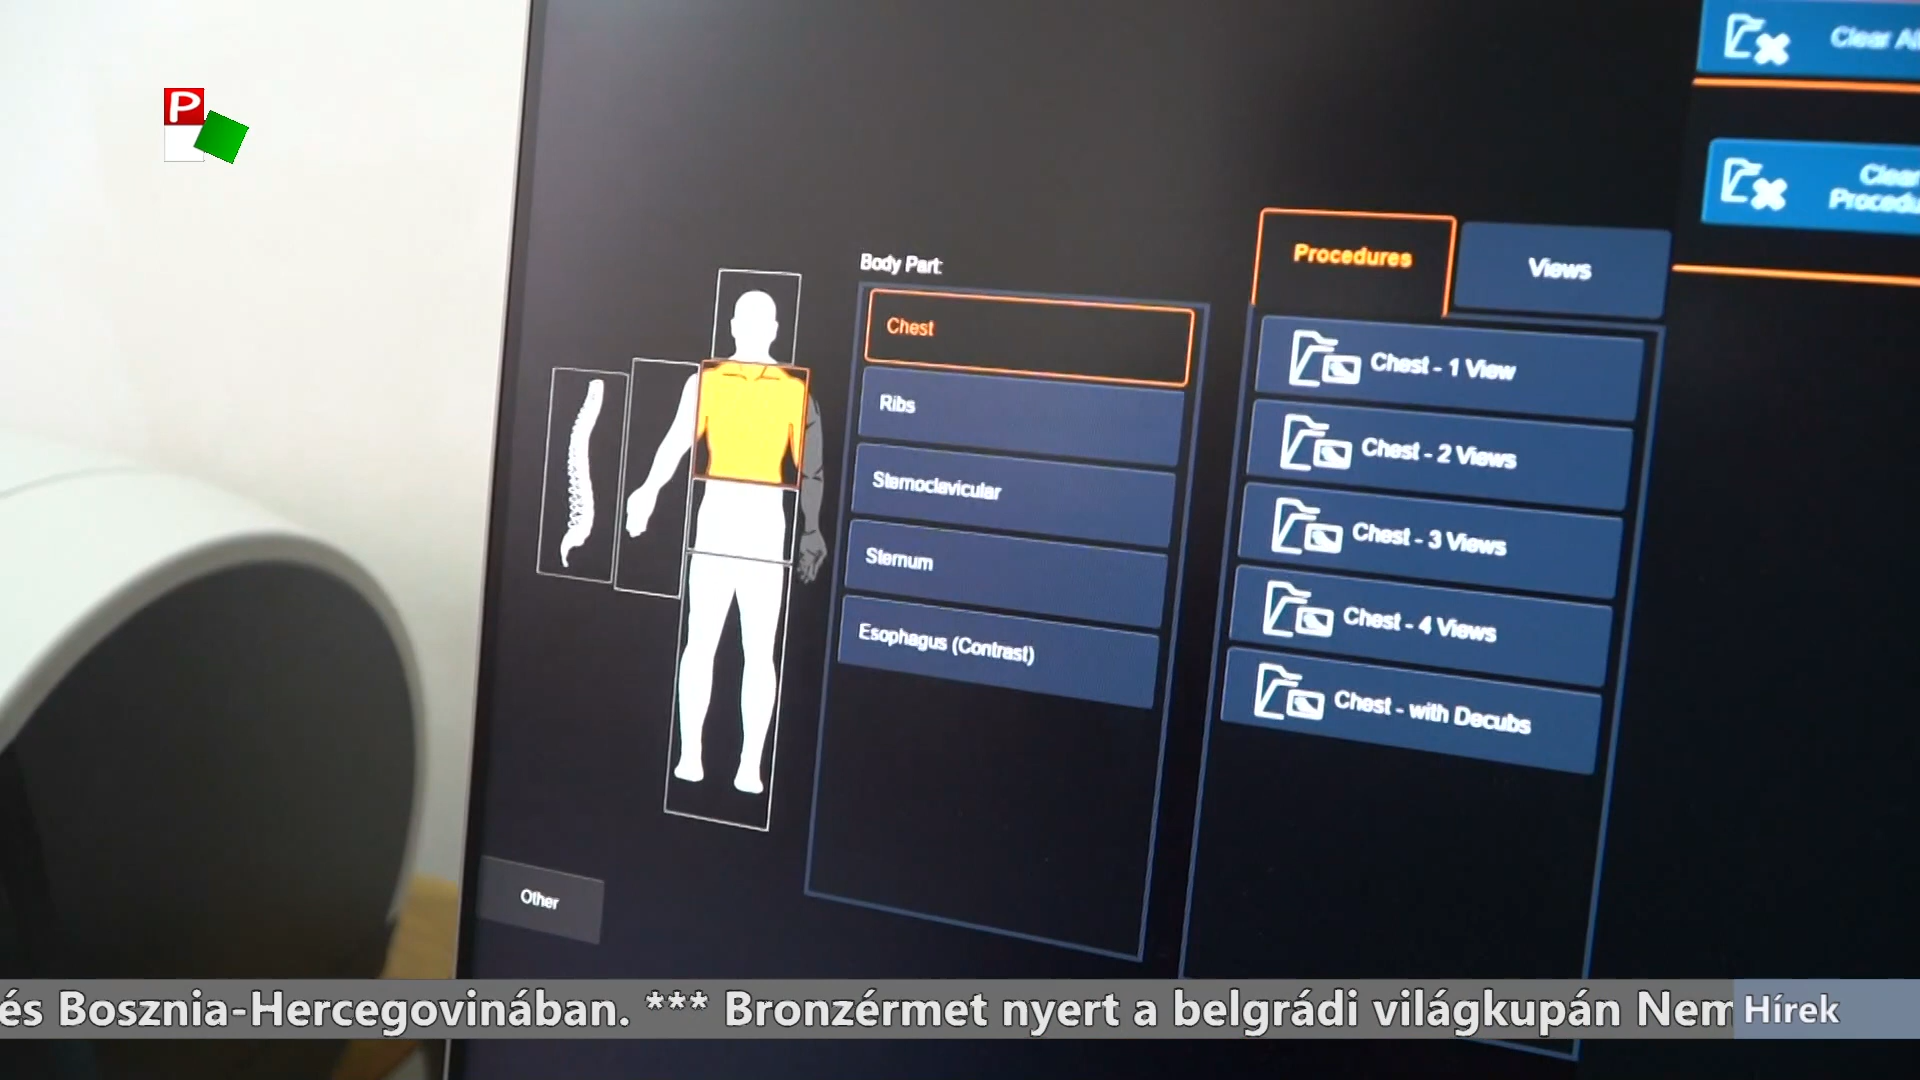 P
Clear
Clear
Body Part:
Procedures
Views
Chest
Ribs
Sternoclavicular
Sternum
Esophagus (Contrast)
Chest - 1 View
Chest - 2 Views
Chest - 3 Views
Chest - 4 Views
Chest - with Decubs
Other
és Bosznia-Hercegovinában. *** Bronzérmet nyert a belgrádi világkupán Nem
Hírek